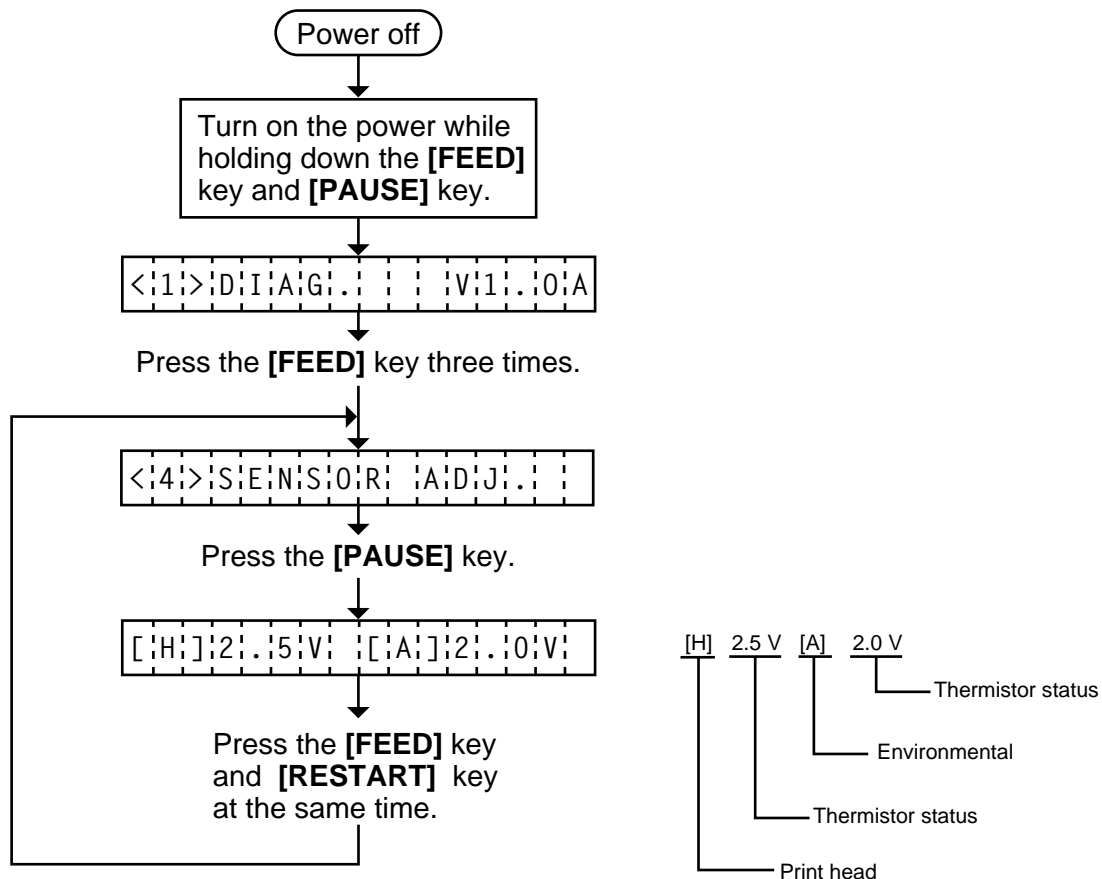 Power off
Turn on the power while
holding down the [FEED]
key and [PAUSE] key.
<1>DIAG.   V1.0A
Press the [FEED] key three times.
<4>SENSOR ADJ.
Press the [PAUSE] key.
[H]2.5V [A]2.0V
Press the [FEED] key
and [RESTART] key
at the same time.
[H] 2.5 V [A] 2.0 V
Thermistor status
Environmental
Thermistor status
Print head